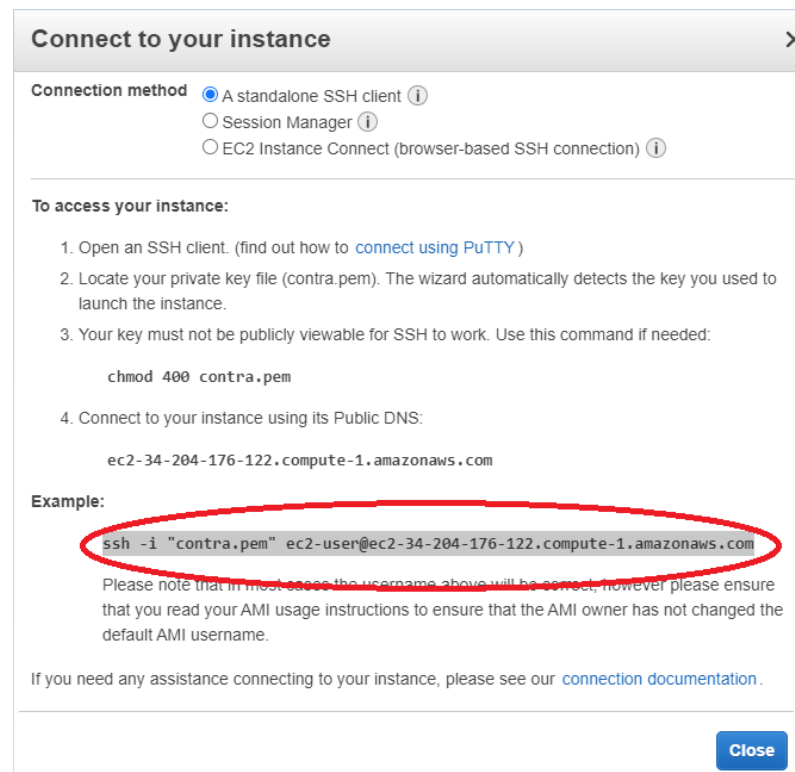 Connect to your instance
Connection method
A standalone SSH client
Session Manager
EC2 Instance Connect (browser-based SSH connection)
To access your instance:
1. Open an SSH client. (find out how to connect using PuTTY)
2. Locate your private key file (contra.pem). The wizard automatically detects the key you used to
launch the instance.
3. Your key must not be publicly viewable for SSH to work. Use this command if needed:
chmod 400 contra.pem
4. Connect to your instance using its Public DNS:
ec2-34-204-176-122.compute-1.amazonaws.com
Example:
ssh -i "contra.pem" ec2-user@ec2-34-204-176-122.compute-1.amazonaws.com
Please note that in most cases the username above will be correct, however please ensure
that you read your AMI usage instructions to ensure that the AMI owner has not changed the
default AMI username.
If you need any assistance connecting to your instance, please see our connection documentation.
Close